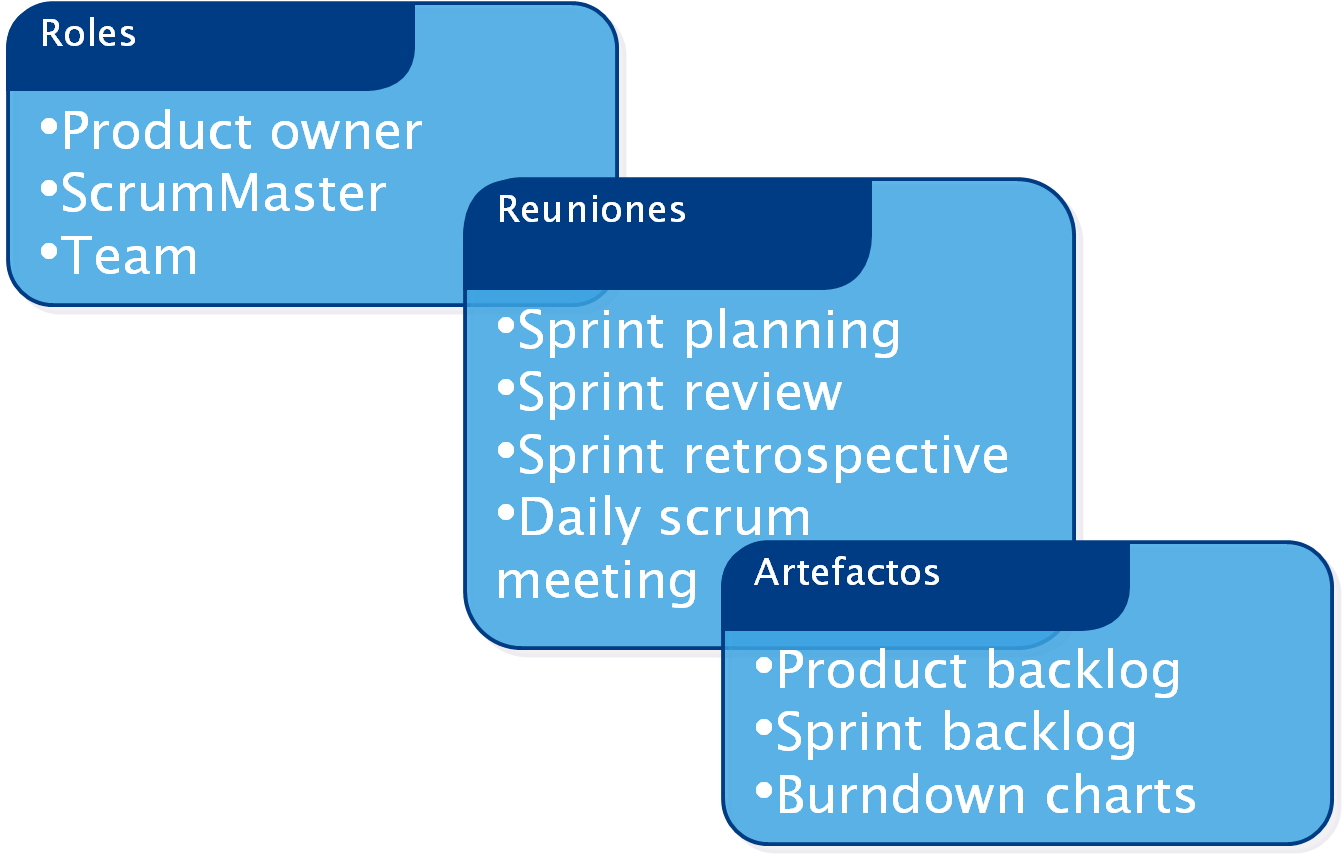 Roles
•Product owner
•ScrumMaster
•Team
Reuniones
•Sprint planning
•Sprint review
•Sprint retrospective
•Daily scrum
meeting
Artefactos
•Product backlog
•Sprint backlog
•Burndown charts